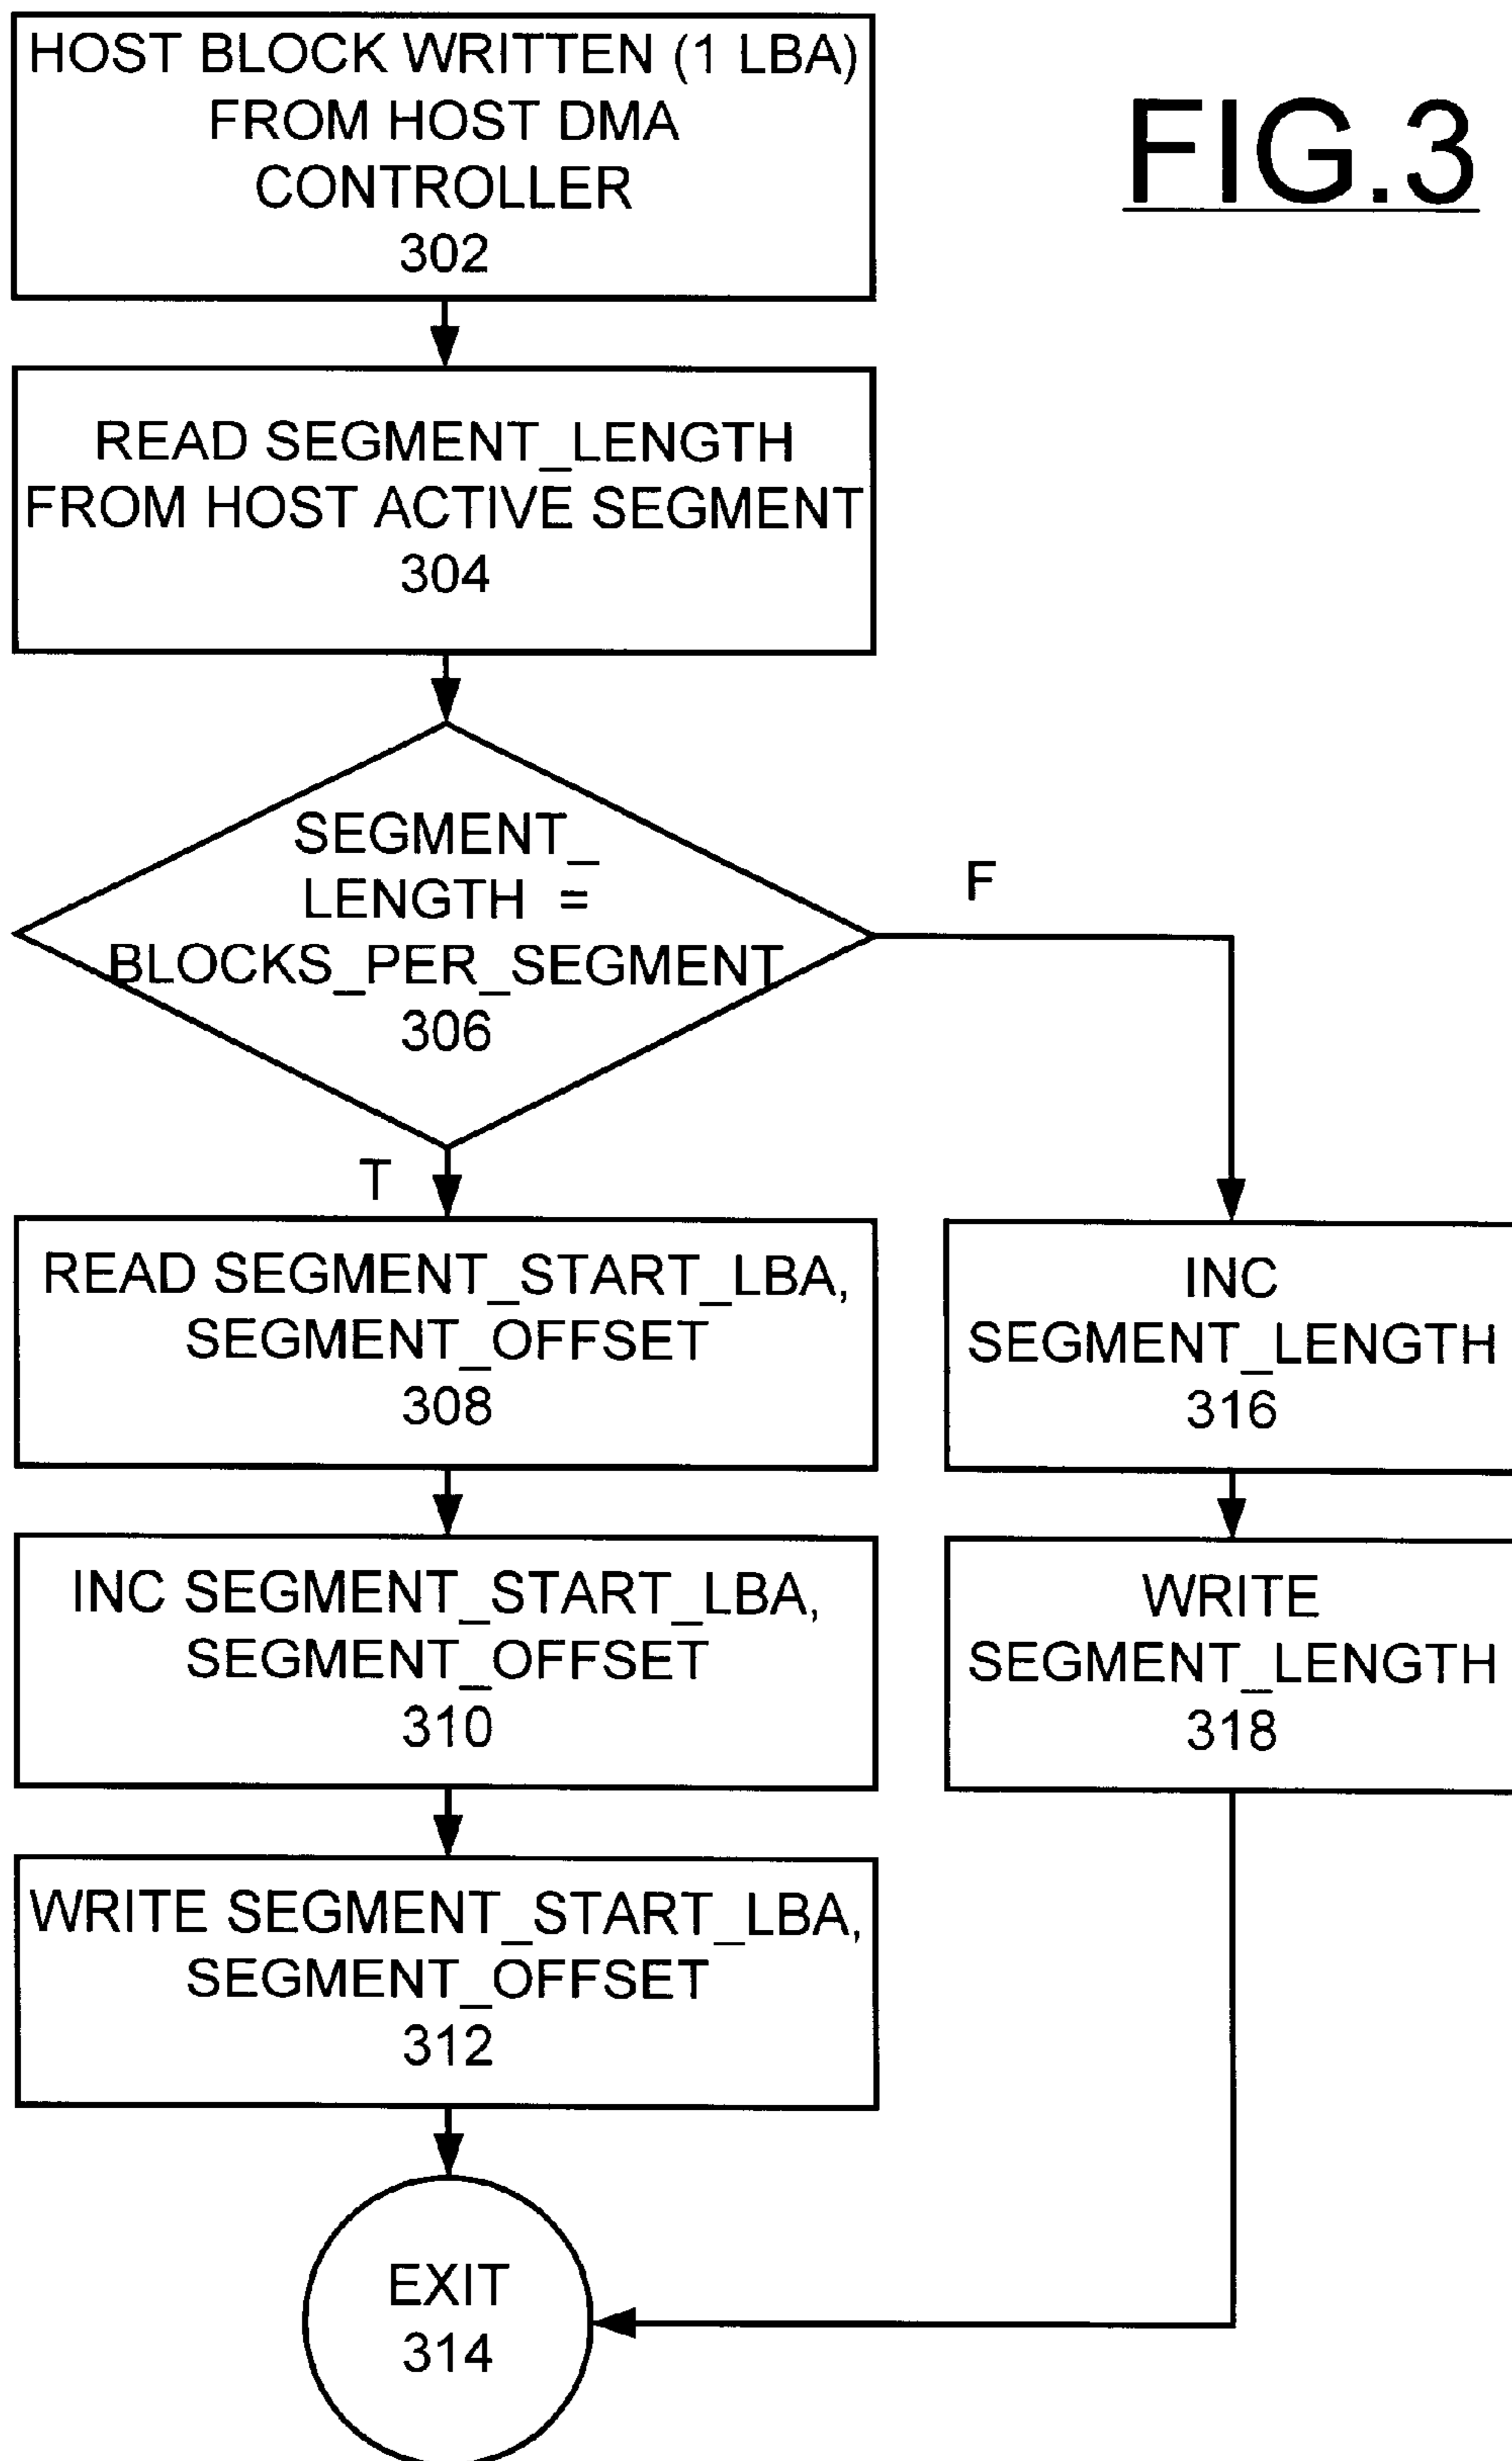 HOST BLOCK WRITTEN (1 LBA)
FROM HOST DMA
CONTROLLER
302
FIG.3
READ SEGMENT_LENGTH
FROM HOST ACTIVE SEGMENT
304
SEGMENT_
LENGTH =
BLOCKS_PER_SEGMENT
306
F
T
READ SEGMENT_START_LBA,
SEGMENT_OFFSET
308
INC SEGMENT_START_LBA,
SEGMENT_OFFSET
310
WRITE SEGMENT_START_LBA,
SEGMENT_OFFSET
312
INC
SEGMENT_LENGTH
316
WRITE
SEGMENT_LENGTH
318
EXIT
314